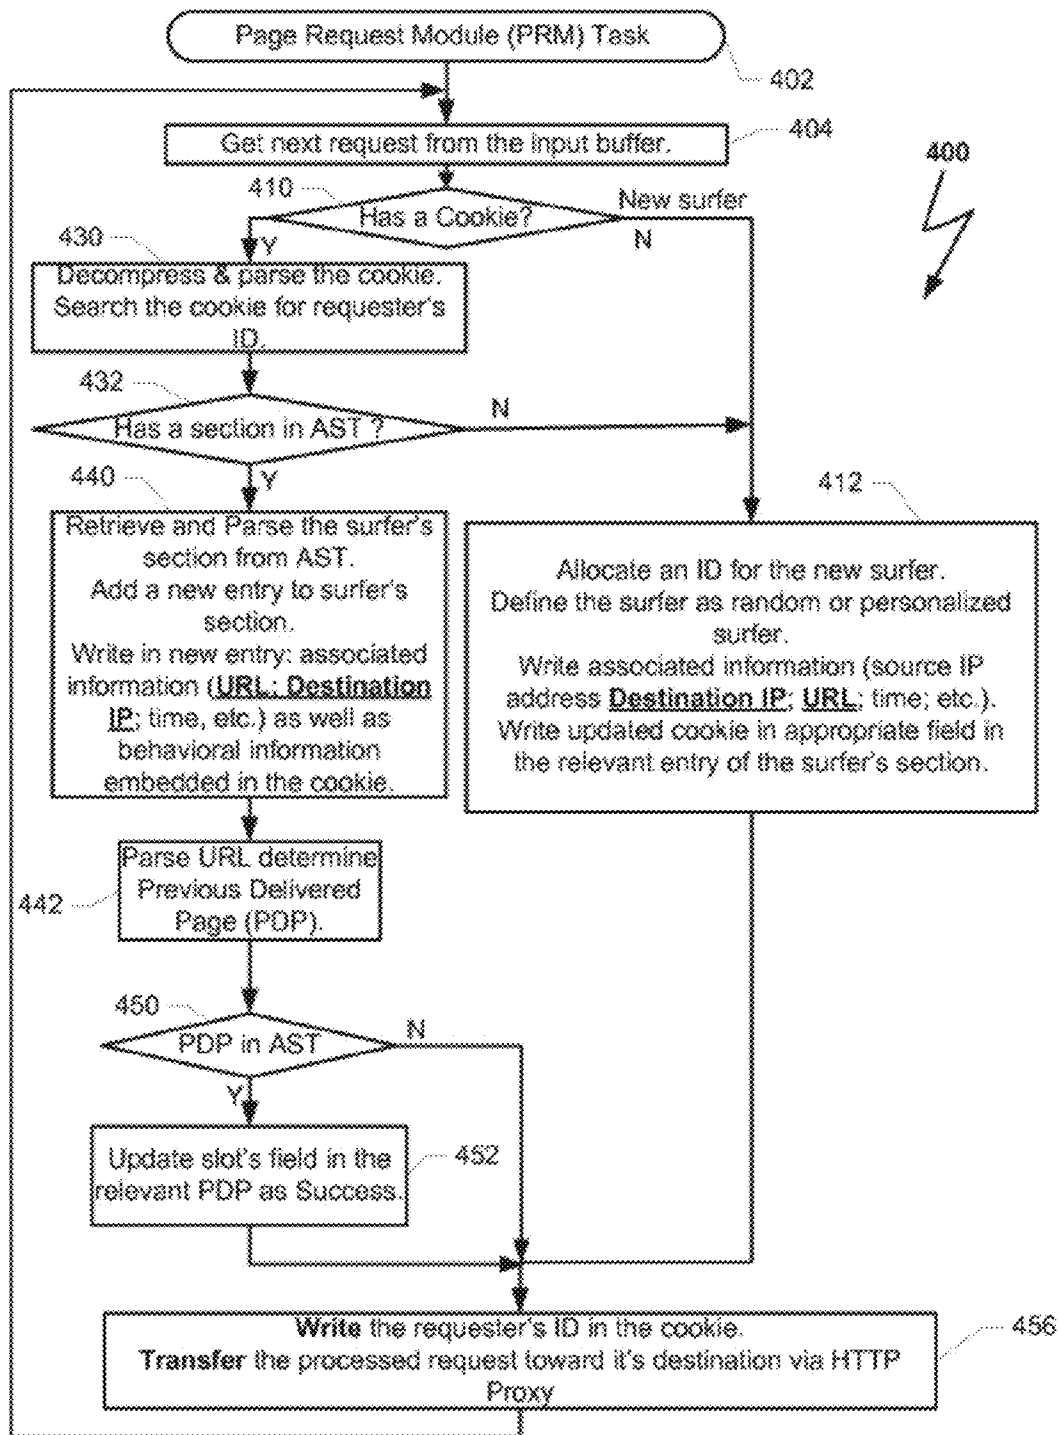 Page Request Module (PRM) Task
402
Get next request from the input buffer.
404
400
410
Has a Cookie?
New surfer
N
Y
430
Decompress & parse the cookie.
Search the cookie for requester's
ID.
432
Has a section in AST ?
N
Y
440
Retrieve and Parse the surfer's
section from AST.
Add a new entry to surfer's
section.
Write in new entry: associated
information (URL; Destination
IP; time, etc.) as well as
behavioral information
embedded in the cookie.
412
Allocate an ID for the new surfer.
Define the surfer as random or personalized
surfer.
Write associated information (source IP
address Destination IP; URL; time; etc.).
Write updated cookie in appropriate field in
the relevant entry of the surfer's section.
Parse URL determine
Previous Delivered
Page (PDP).
442
450
PDP in AST
N
Y
Update slot's field in the
relevant PDP as Success.
452
Write the requester's ID in the cookie.
Transfer the processed request toward it's destination via HTTP
Proxy
456